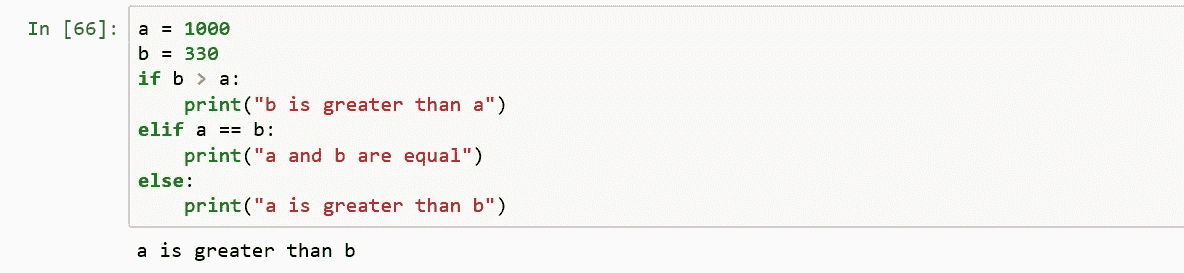 In [66]: a = 1000
b = 330
if b > a:
    print("b is greater than a")
elif a == b:
    print("a and b are equal")
else:
    print("a is greater than b")
a is greater than b